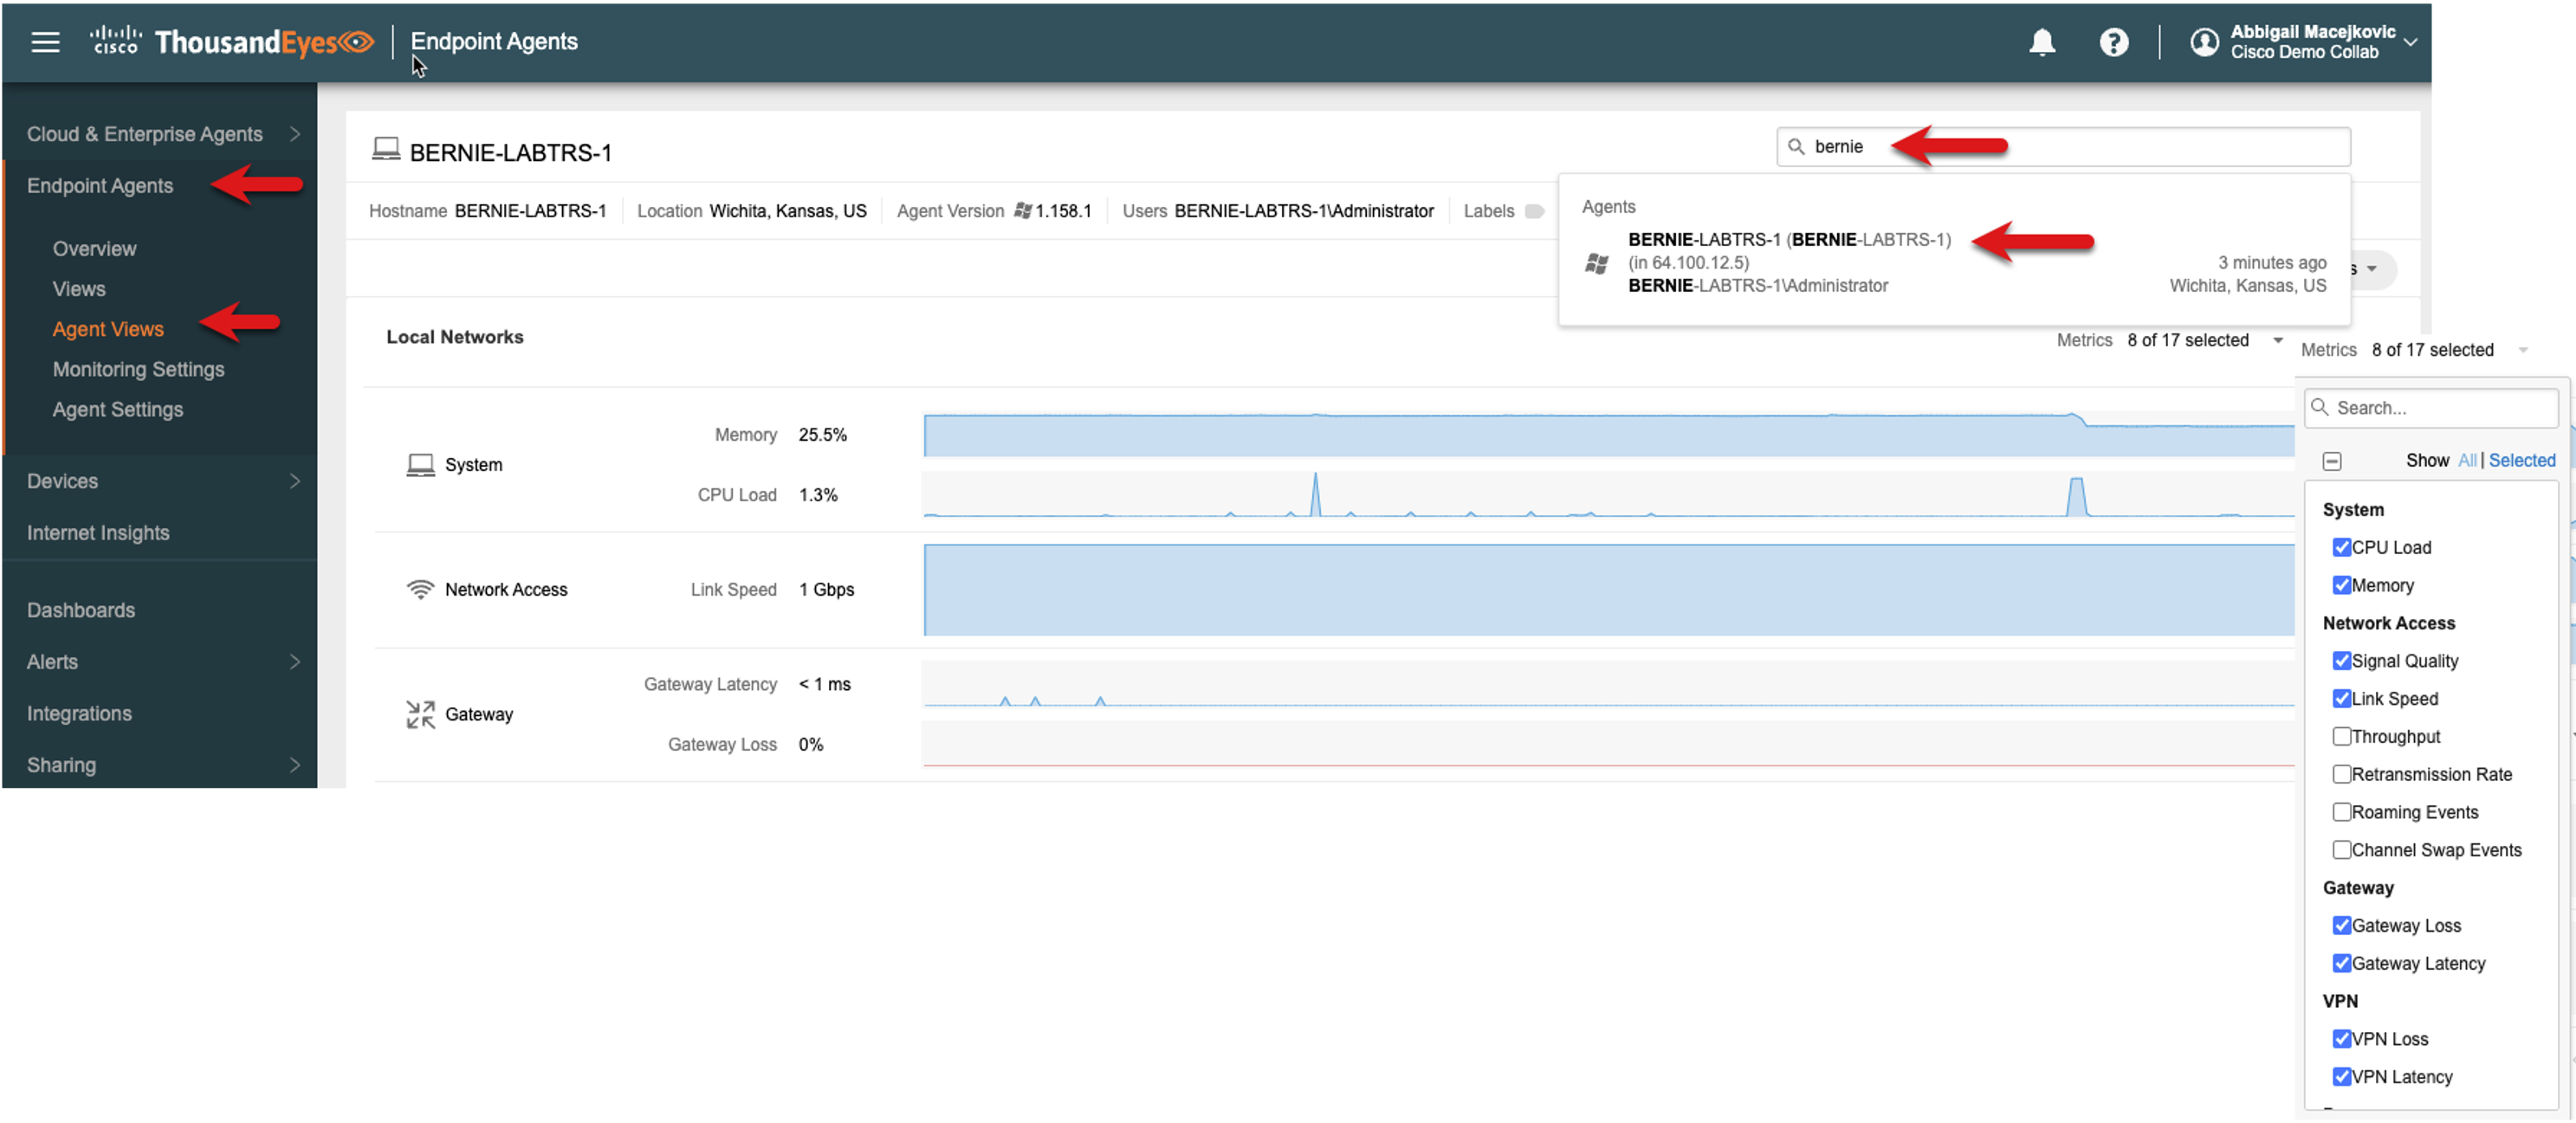 CISCO ThousandEyes | Endpoint Agents
Abbigail Macejkovic
Cisco Demo Collab
Cloud & Enterprise Agents
Endpoint Agents
Overview
Views
Agent Views
Monitoring Settings
Agent Settings
Devices
Internet Insights
Dashboards
Alerts
Integrations
Sharing
BERNIE-LABTRS-1
bernie
Hostname BERNIE-LABTRS-1 Location Wichita, Kansas, US Agent Version 1.158.1 Users BERNIE-LABTRS-1\Administrator Labels
Agents
BERNIE-LABTRS-1 (BERNIE-LABTRS-1)
(in 64.100.12.5)
3 minutes ago
BERNIE-LABTRS-1\Administrator
Wichita, Kansas, US
s
Local Networks
Metrics 8 of 17 selected
System
Memory 25.5%
CPU Load 1.3%
Network Access
Link Speed 1 Gbps
Gateway
Gateway Latency < 1 ms
Gateway Loss 0%
Metrics 8 of 17 selected
Search...
Show All | Selected
System
CPU Load
Memory
Network Access
Signal Quality
Link Speed
Throughput
Retransmission Rate
Roaming Events
Channel Swap Events
Gateway
Gateway Loss
Gateway Latency
VPN
VPN Loss
VPN Latency